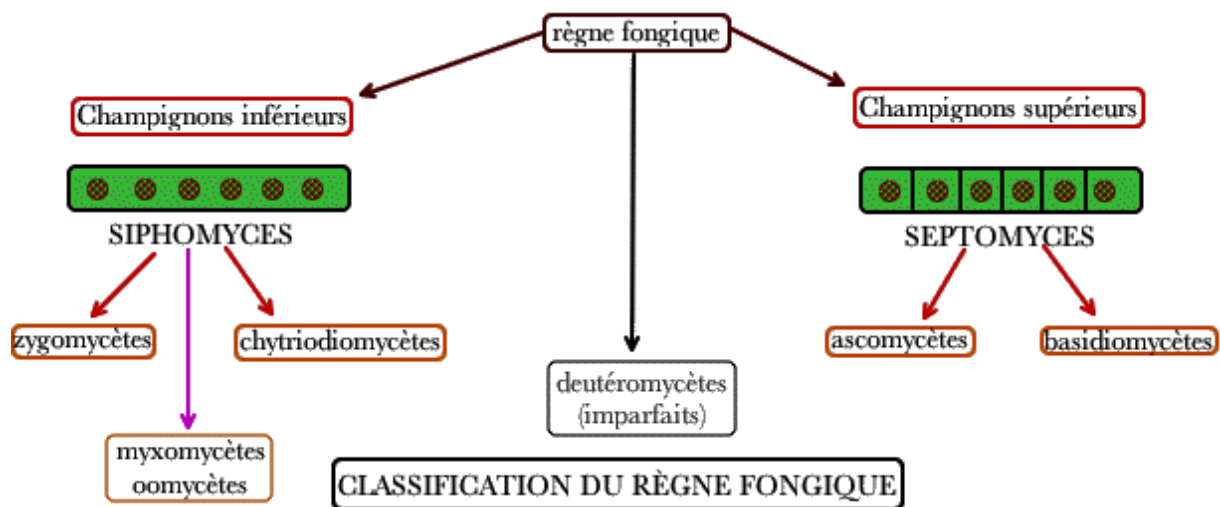 règne fongique
Champignons inférieurs
Champignons supérieurs
SIPHOMYCES
SEPTOMYCES
zygomycètes
chytriodiomycètes
ascomycètes
basidiomycètes
deutéromycètes
(imparfaits)
myxomycètes
oomycètes
CLASSIFICATION DU RÈGNE FONGIQUE